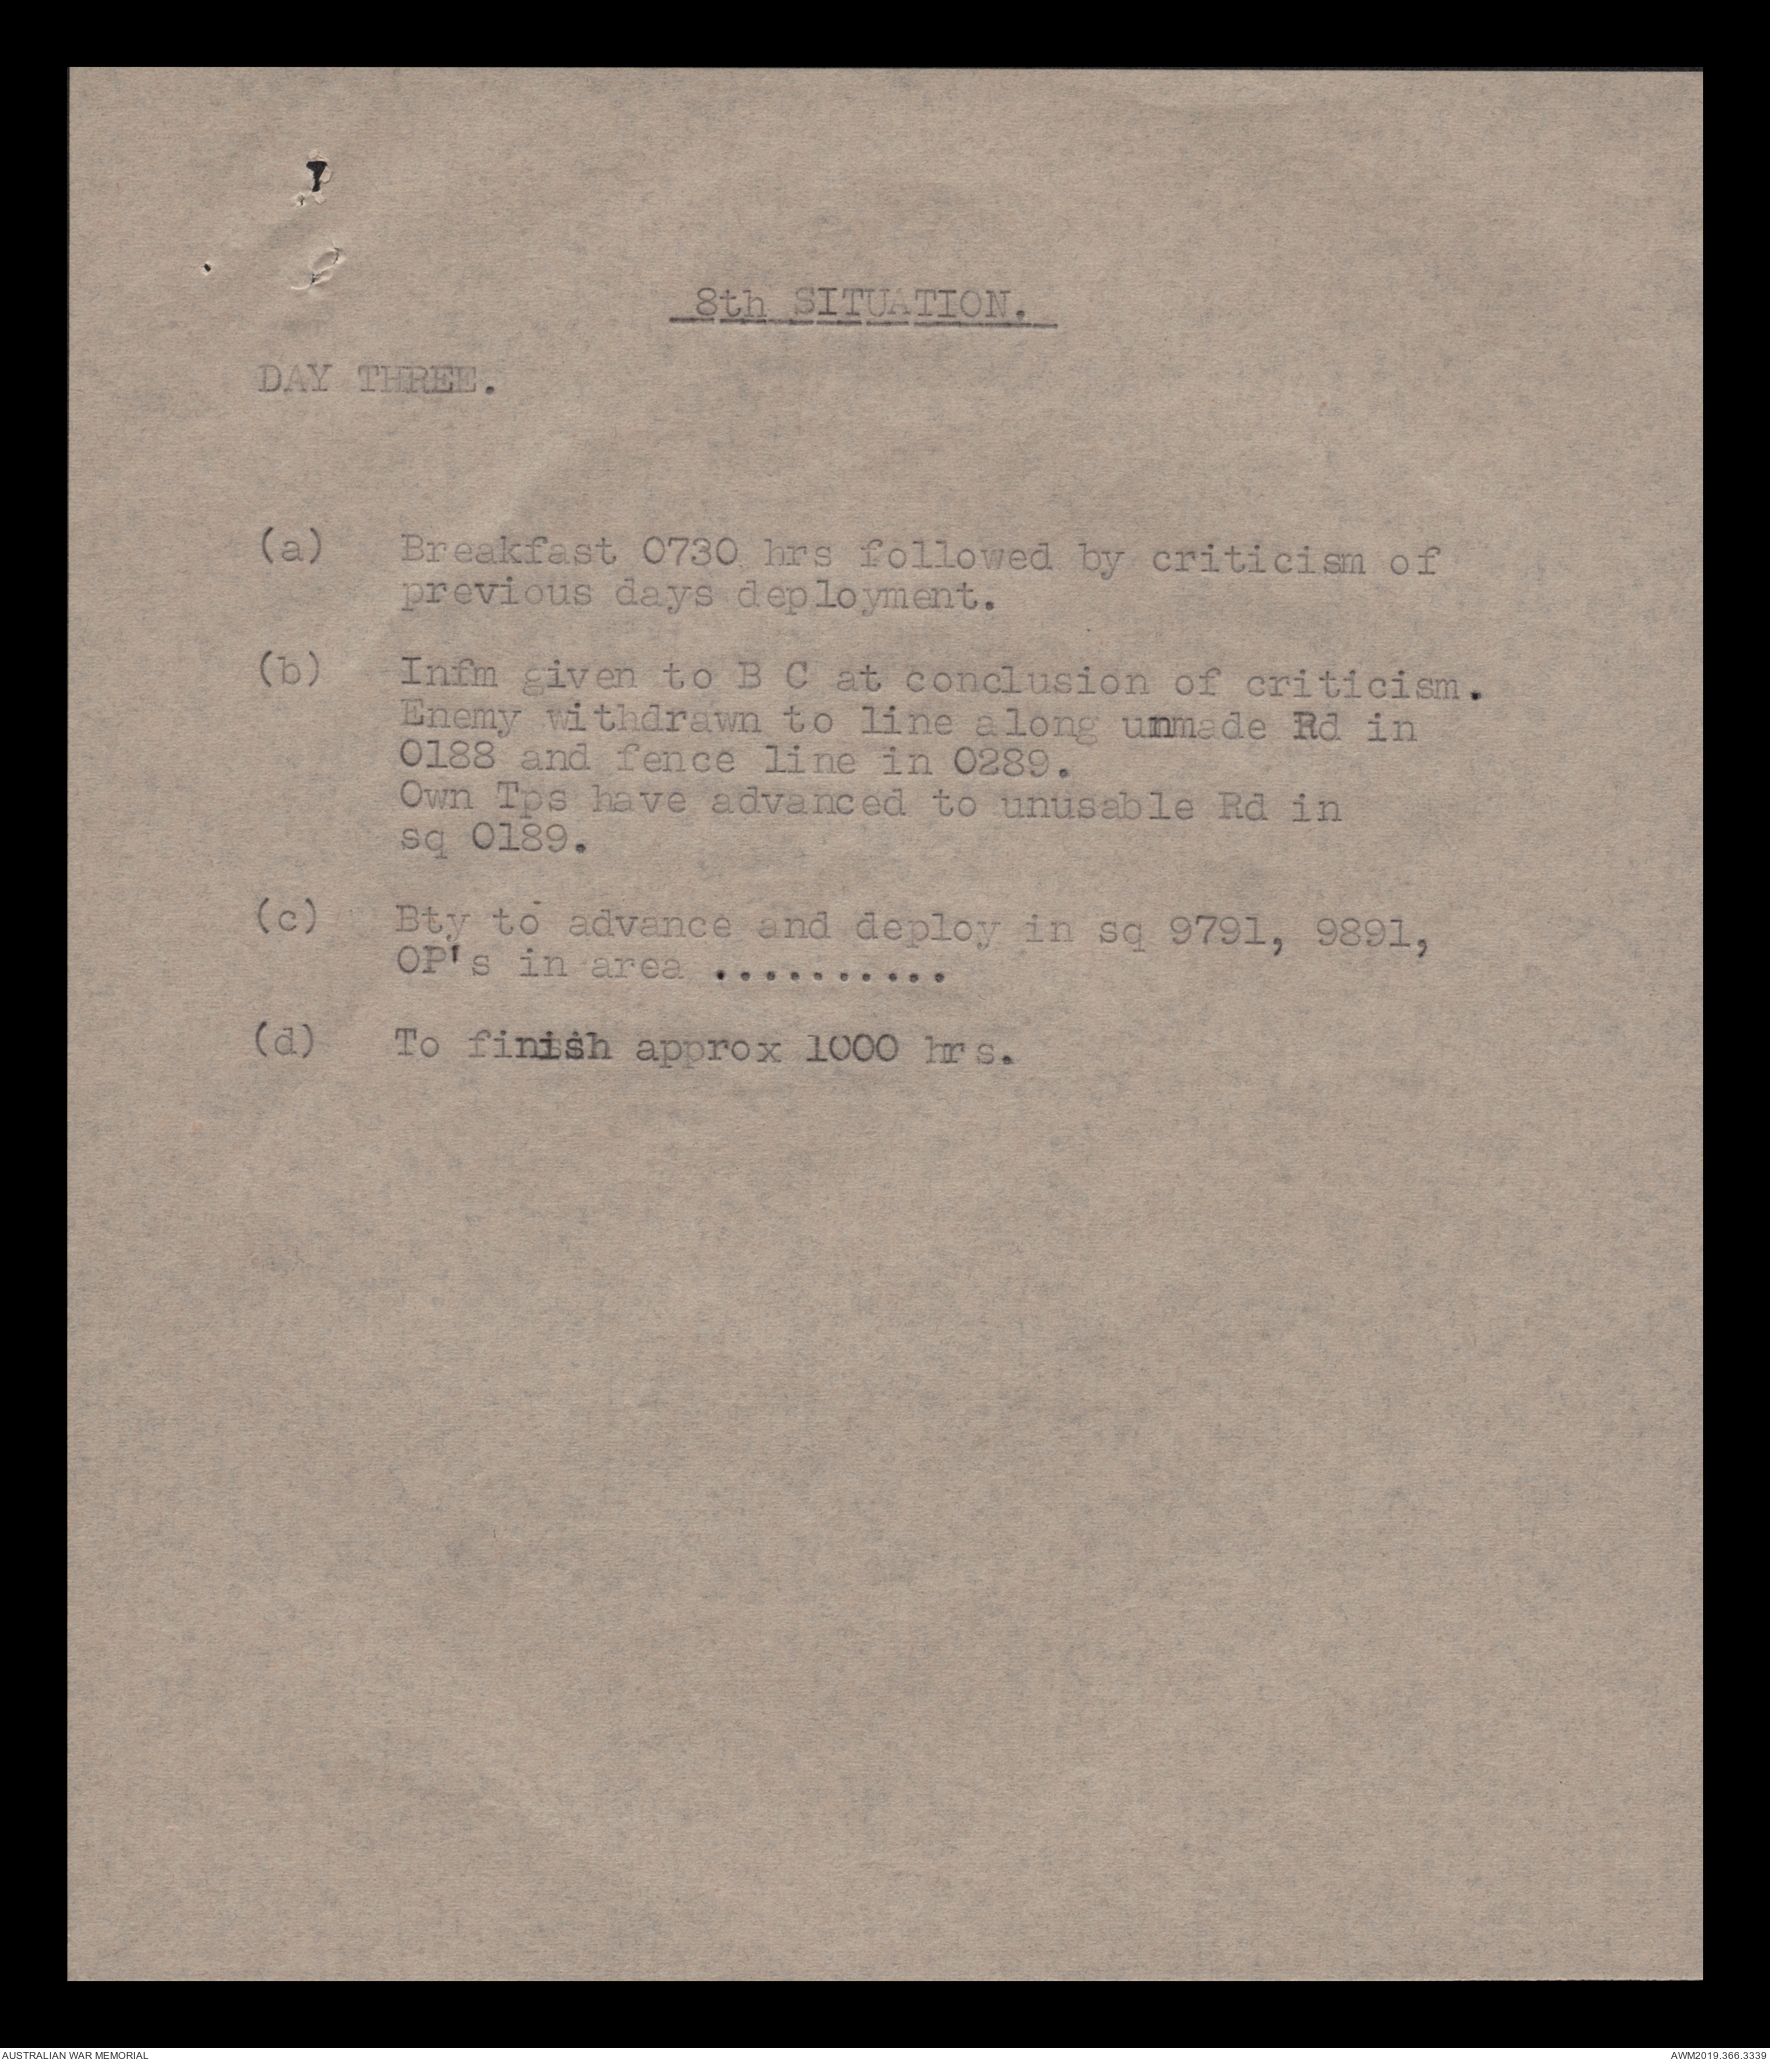 8th SITUATION.
DAY THREE.
(a) Breakfast 0730 hrs followed by criticism of
previous days deployment.
(b) Infm given to B C at conclusion of criticism.
Enemy withdrawn to line along unmade Rd in
0188 and fence line in 0289.
Own Tps have advanced to unusable Rd in
sq 0189.
(c) Bty to advance and deploy in sq 9791, 9891,
OP's in area ..........
(d) To finish approx 1000 hrs.
AUSTRALIAN WAR MEMORIAL AWM2019.366.3339